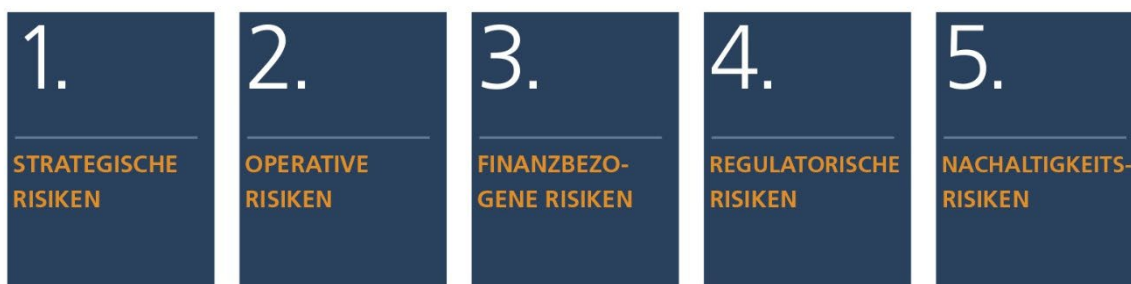 1.
STRATEGISCHE
RISIKEN
2.
OPERATIVE
RISIKEN
3.
FINANZBEZO-
GENE RISIKEN
4.
REGULATORISCHE
RISIKEN
5.
NACHALTIGKEITS-
RISIKEN